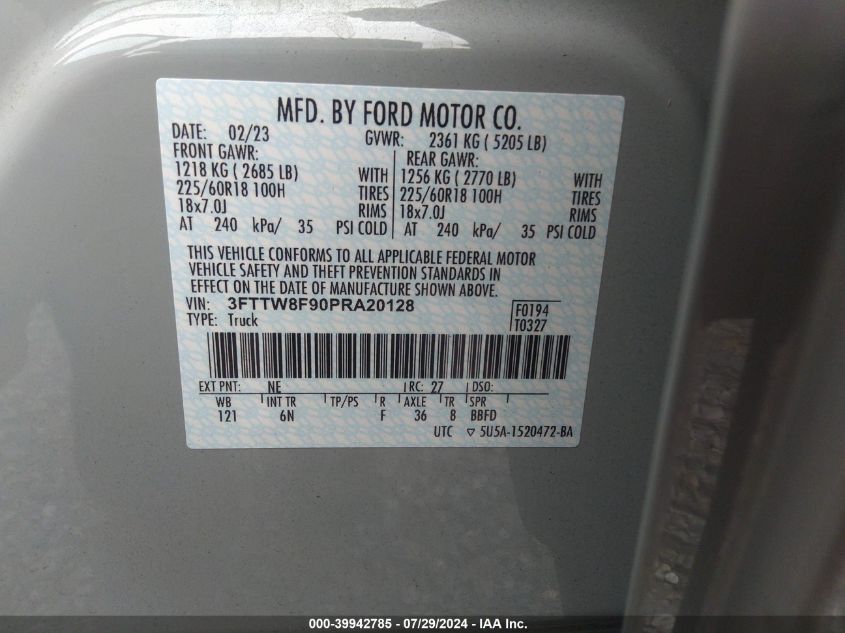 MFD. BY FORD MOTOR CO.
DATE: 02/23 GVWR: 2361 KG ( 5205 LB)
FRONT GAWR: REAR GAWR:
1218 KG ( 2685 LB) WITH 1256 KG ( 2770 LB) WITH
225/60R18 100H TIRES 225/60R18 100H TIRES
18x7.0J RIMS 18x7.0J RIMS
AT 240 kPa/ 35 PSI COLD AT 240 kPa/ 35 PSI COLD
THIS VEHICLE CONFORMS TO ALL APPLICABLE FEDERAL MOTOR
VEHICLE SAFETY AND THEFT PREVENTION STANDARDS IN
EFFECT ON THE DATE OF MANUFACTURE SHOWN ABOVE.
VIN: 3FTTW8F90PRA20128 F0194
TYPE: Truck T0327
EXT PNT: NE RC: 27 DSO:
WB INT TR TP/PS R AXLE TR SPR
121 6N F 36 8 BBFD
UTC ▽ 5U5A-1520472-BA
000-39942785 - 07/29/2024 - IAA Inc.